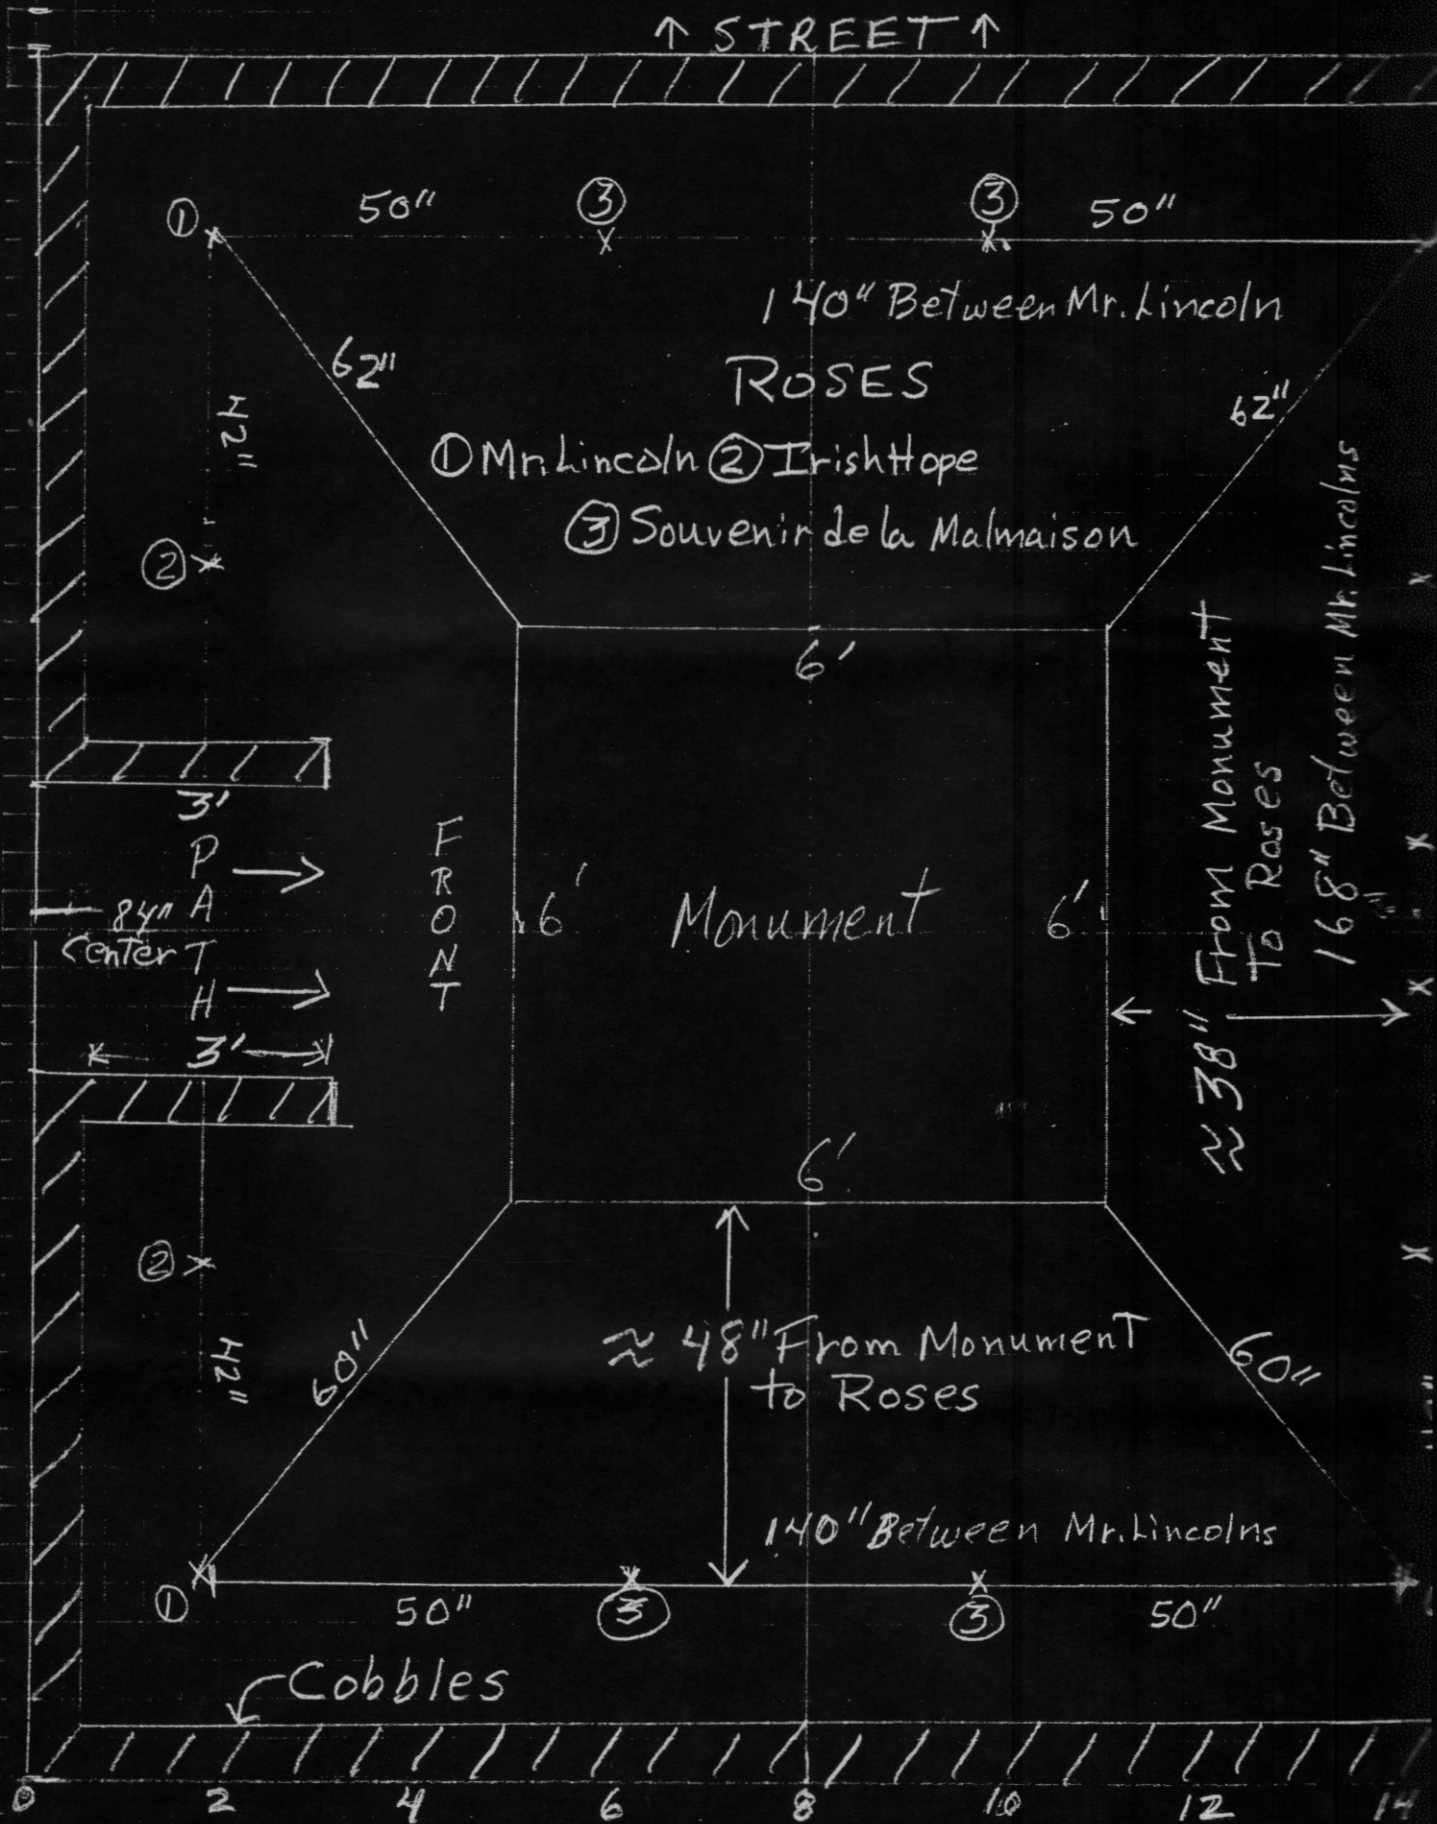 ↑ STREET ↑
① 50" ③ ③ 50"
140" Between Mr. Lincoln
62"
ROSES
62"
42"
① Mr. Lincoln ② Irish Hope
③ Souvenir de la Malmaison
②
6'
3'
PATH
84"
Center
3'
FRONT
6'
Monument
6'
≈ 38" From Monument
To Roses
168" Between Mr. Lincolns
6'
②
42"
60"
≈ 48" From Monument
to Roses
60"
140" Between Mr. Lincolns
① 50" ③ ③ 50"
Cobbles
0 2 4 6 8 10 12 14